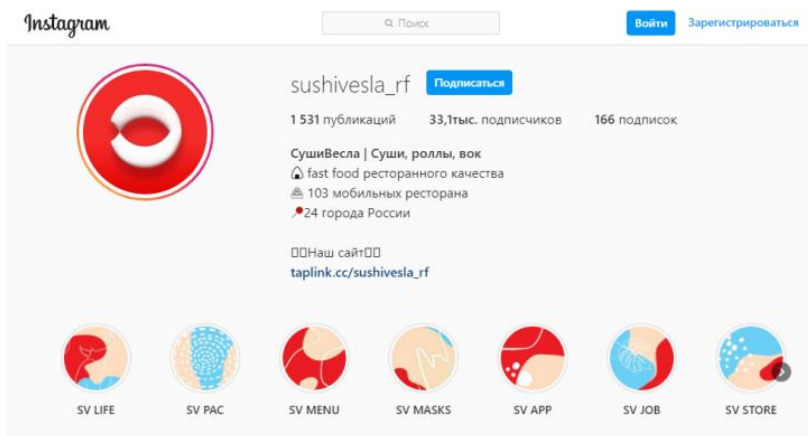 Instagram
Поиск
Войти Зарегистрироваться
sushivesla_rf Подписаться
1 531 публикаций 33,1тыс. подписчиков 166 подписок
СушиВесла | Суши, роллы, вок
🍙 fast food ресторанного качества
103 мобильных ресторана
📍24 города России
▯▯Наш сайт▯▯
taplink.cc/sushivesla_rf
SV LIFE SV PAC SV MENU SV MASKS SV APP SV JOB SV STORE